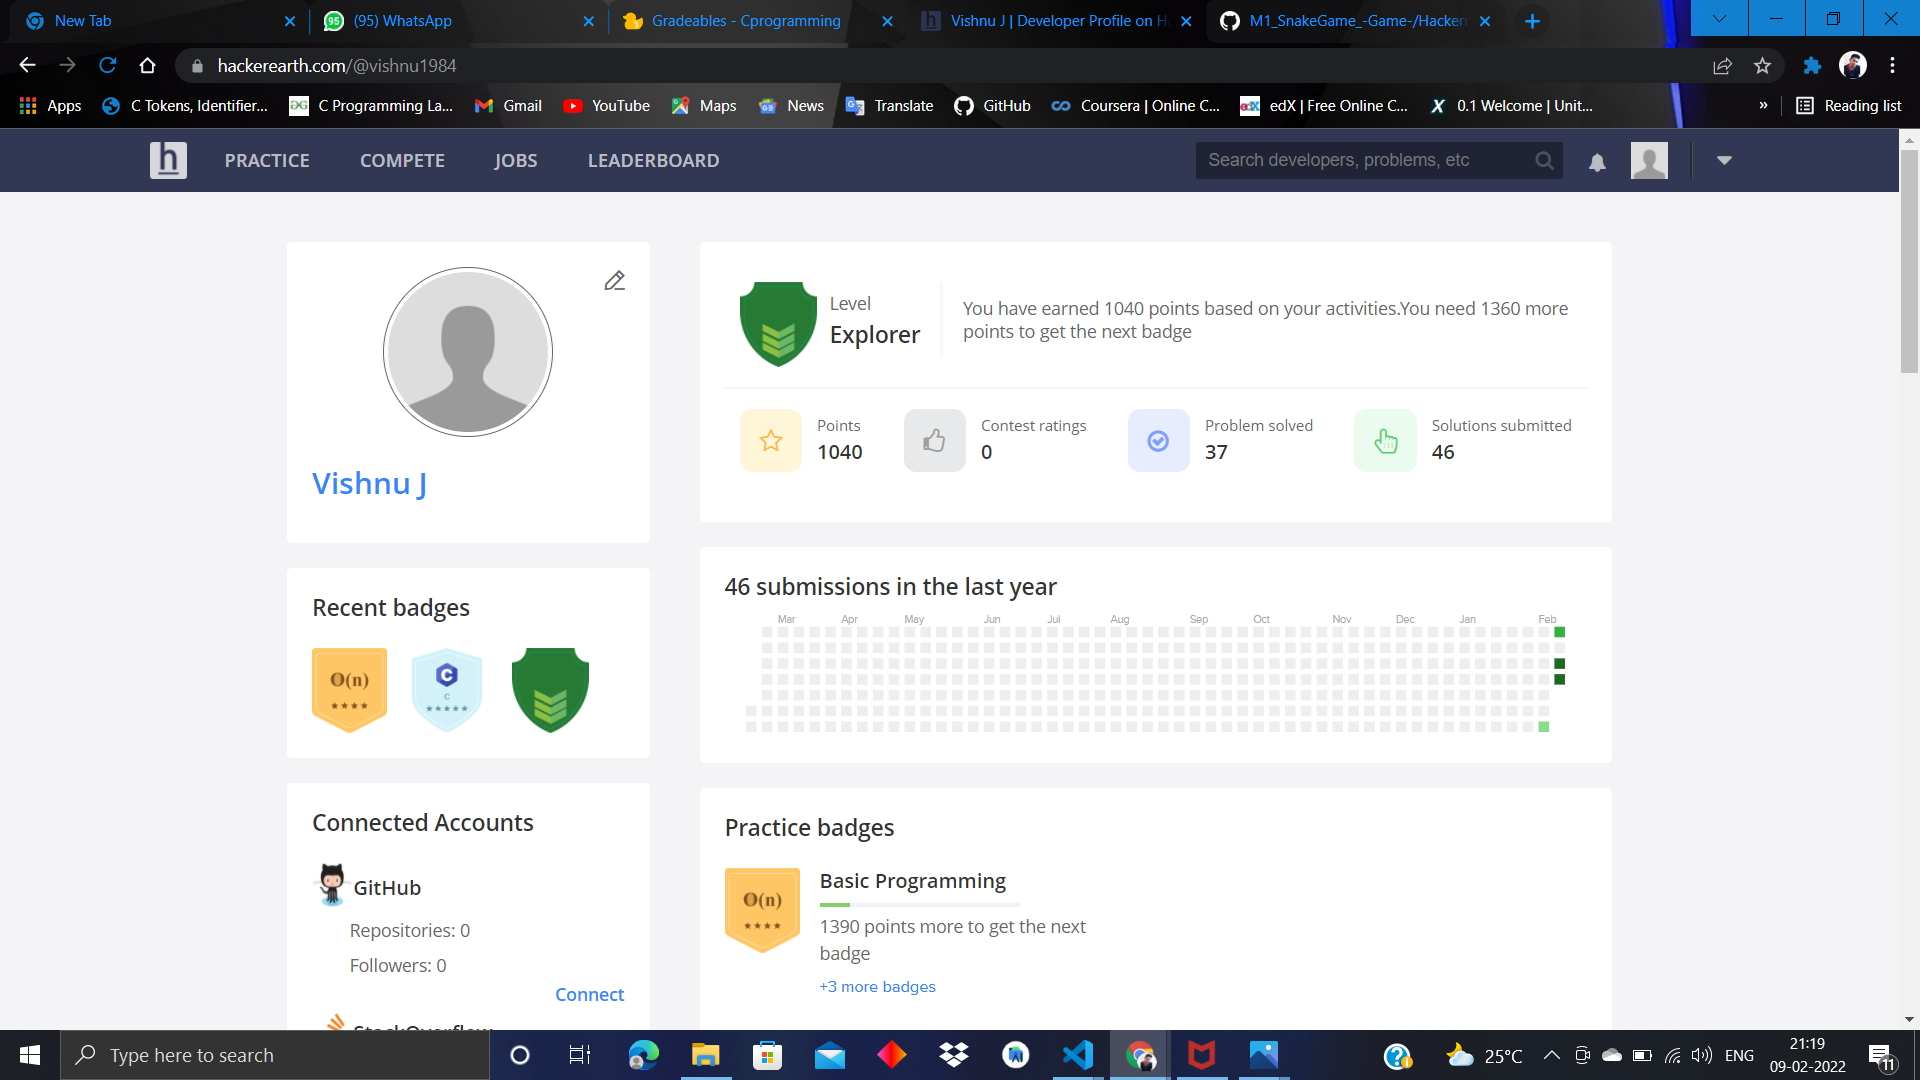 New Tab
(95) WhatsApp
Gradeables - Cprogramming
Vishnu J | Developer Profile on H
M1_SnakeGame_-Game-/Hackerr
hackerearth.com/@vishnu1984
Apps
C Tokens, Identifier...
C Programming La...
Gmail
YouTube
Maps
News
Translate
GitHub
Coursera | Online C...
edX | Free Online C...
0.1 Welcome | Unit...
»
Reading list
h
PRACTICE
COMPETE
JOBS
LEADERBOARD
Search developers, problems, etc
Vishnu J
Level
Explorer
You have earned 1040 points based on your activities.You need 1360 more
points to get the next badge
Points
1040
Contest ratings
0
Problem solved
37
Solutions submitted
46
Recent badges
O(n)
C
C
46 submissions in the last year
Mar Apr May Jun Jul Aug Sep Oct Nov Dec Jan Feb
Connected Accounts
GitHub
Repositories: 0
Followers: 0
Connect
StackOverflow
Practice badges
O(n)
Basic Programming
1390 points more to get the next
badge
+3 more badges
Type here to search
25°C
ENG
21:19
09-02-2022
11